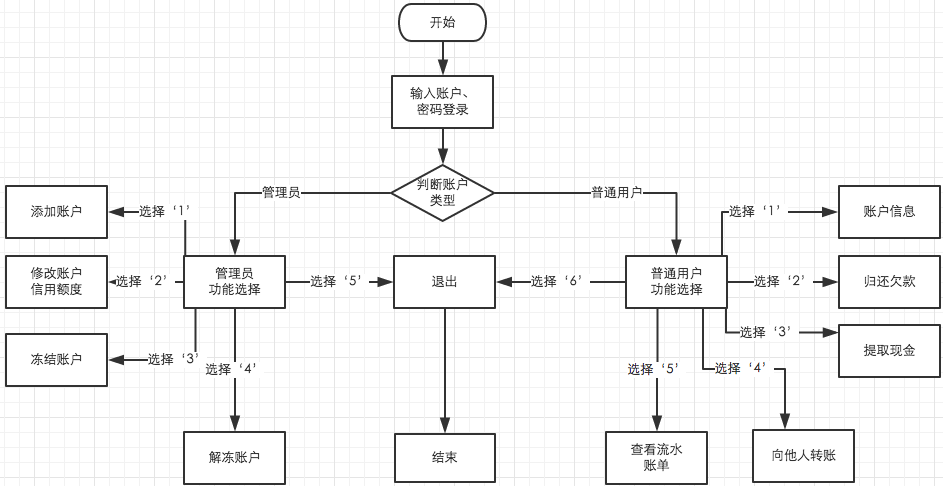 开始
输入账户、
密码登录
判断账户
类型
管理员
普通用户
添加账户
选择 ‘1’
选择 ‘1’
账户信息
修改账户
信用额度
选择 ‘2’
管理员
功能选择
选择 ‘5’
退出
选择 ‘6’
普通用户
功能选择
选择 ‘2’
归还欠款
冻结账户
选择 ‘3’
选择 ‘4’
选择 ‘5’
选择 ‘4’
选择 ‘3’
提取现金
解冻账户
结束
查看流水
账单
向他人转账